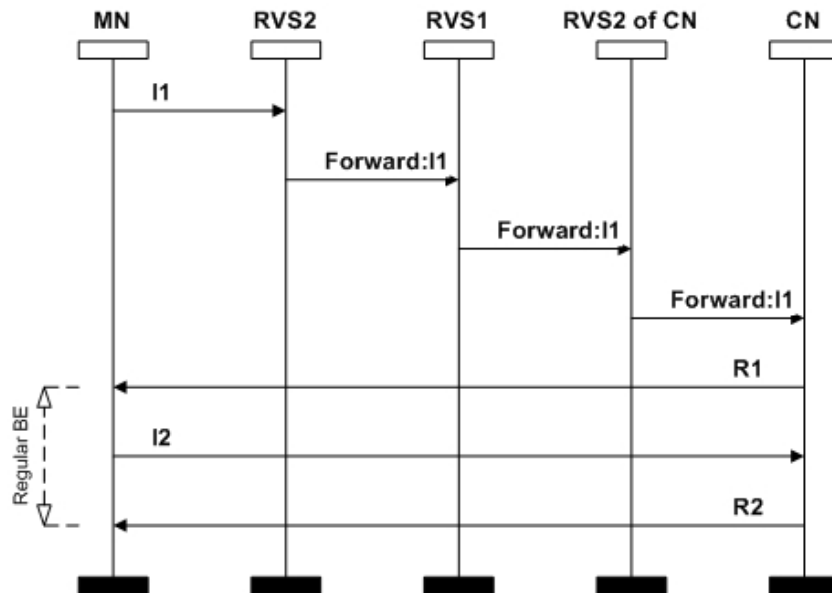 MN
RVS2
RVS1
RVS2 of CN
CN
I1
Forward:I1
Forward:I1
Forward:I1
R1
Regular BE
I2
R2